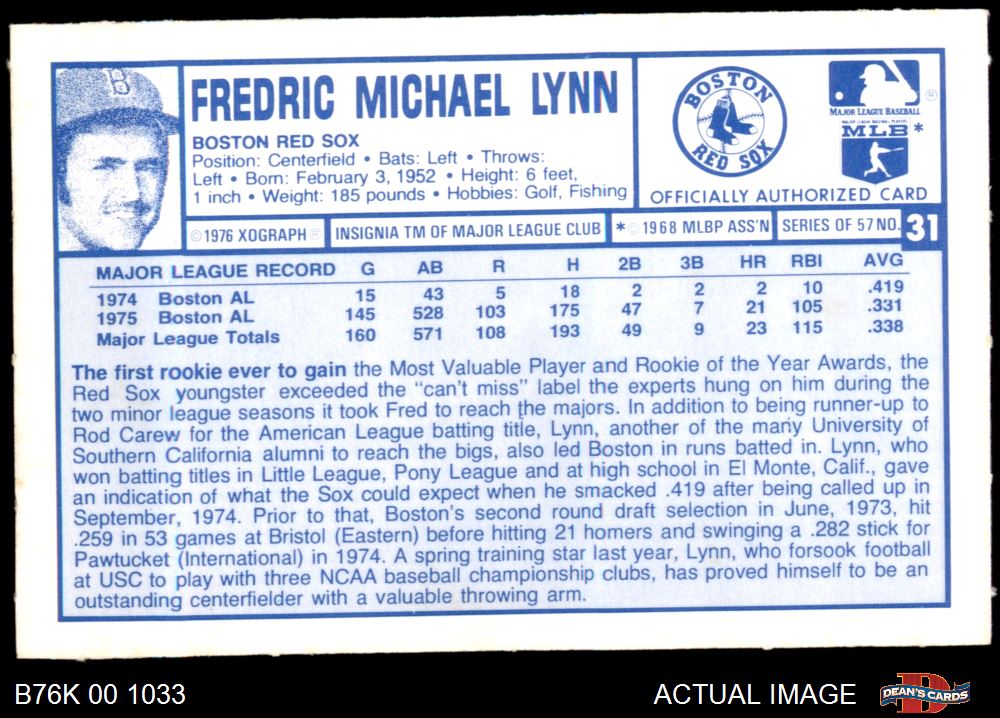 B
FREDRIC MICHAEL LYNN
BOSTON RED SOX
Position: Centerfield • Bats: Left • Throws:
Left • Born: February 3, 1952 • Height: 6 feet,
1 inch • Weight: 185 pounds • Hobbies: Golf, Fishing
BOSTON
RED SOX
®
MAJOR LEAGUE BASEBALL
MAJOR LEAGUE BASEBALL PLAYERS
MLB*
OFFICIALLY AUTHORIZED CARD
©1976 XOGRAPH® INSIGNIA TM OF MAJOR LEAGUE CLUB *©1968 MLBP ASS'N SERIES OF 57 NO. 31
MAJOR LEAGUE RECORD G AB R H 2B 3B HR RBI AVG
1974 Boston AL 15 43 5 18 2 2 2 10 .419
1975 Boston AL 145 528 103 175 47 7 21 105 .331
Major League Totals 160 571 108 193 49 9 23 115 .338
The first rookie ever to gain the Most Valuable Player and Rookie of the Year Awards, the
Red Sox youngster exceeded the "can't miss" label the experts hung on him during the
two minor league seasons it took Fred to reach the majors. In addition to being runner-up to
Rod Carew for the American League batting title, Lynn, another of the many University of
Southern California alumni to reach the bigs, also led Boston in runs batted in. Lynn, who
won batting titles in Little League, Pony League and at high school in El Monte, Calif., gave
an indication of what the Sox could expect when he smacked .419 after being called up in
September, 1974. Prior to that, Boston's second round draft selection in June, 1973, hit
.259 in 53 games at Bristol (Eastern) before hitting 21 homers and swinging a .282 stick for
Pawtucket (International) in 1974. A spring training star last year, Lynn, who forsook football
at USC to play with three NCAA baseball championship clubs, has proved himself to be an
outstanding centerfielder with a valuable throwing arm.
B76K 00 1033
ACTUAL IMAGE
DEAN'S CARDS